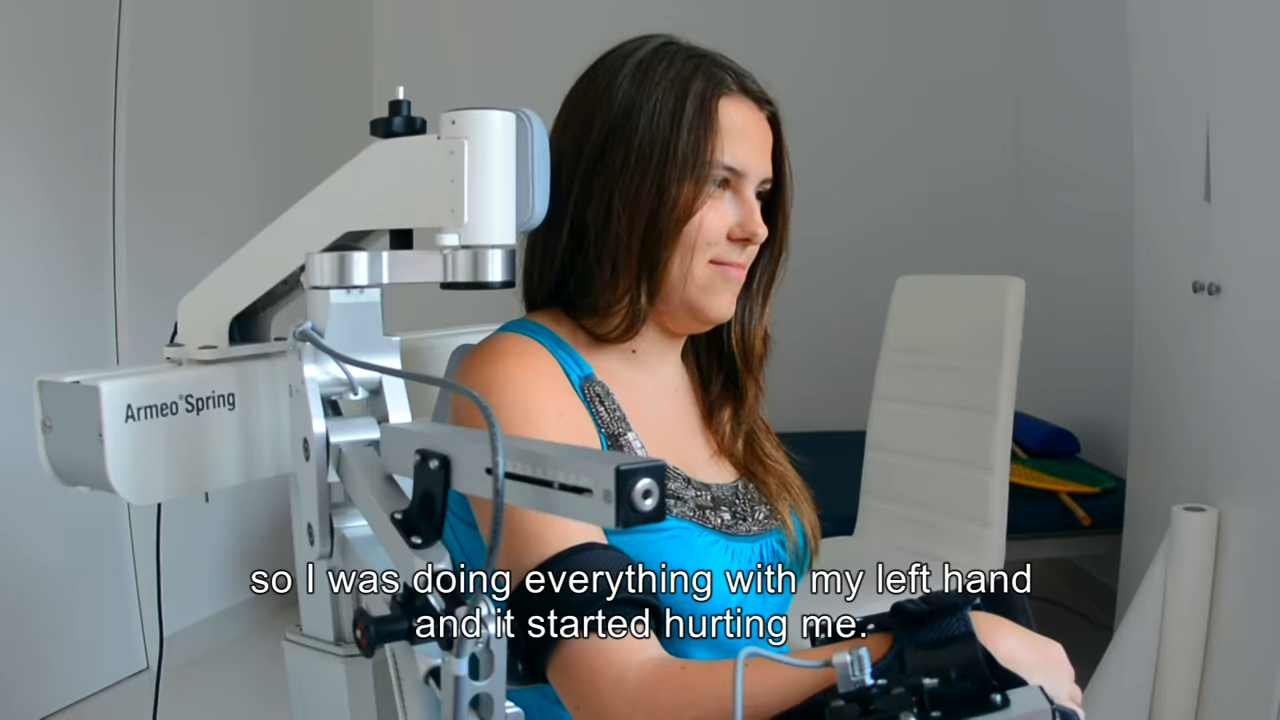 Armeo®Spring
so I was doing everything with my left hand
and it started hurting me.